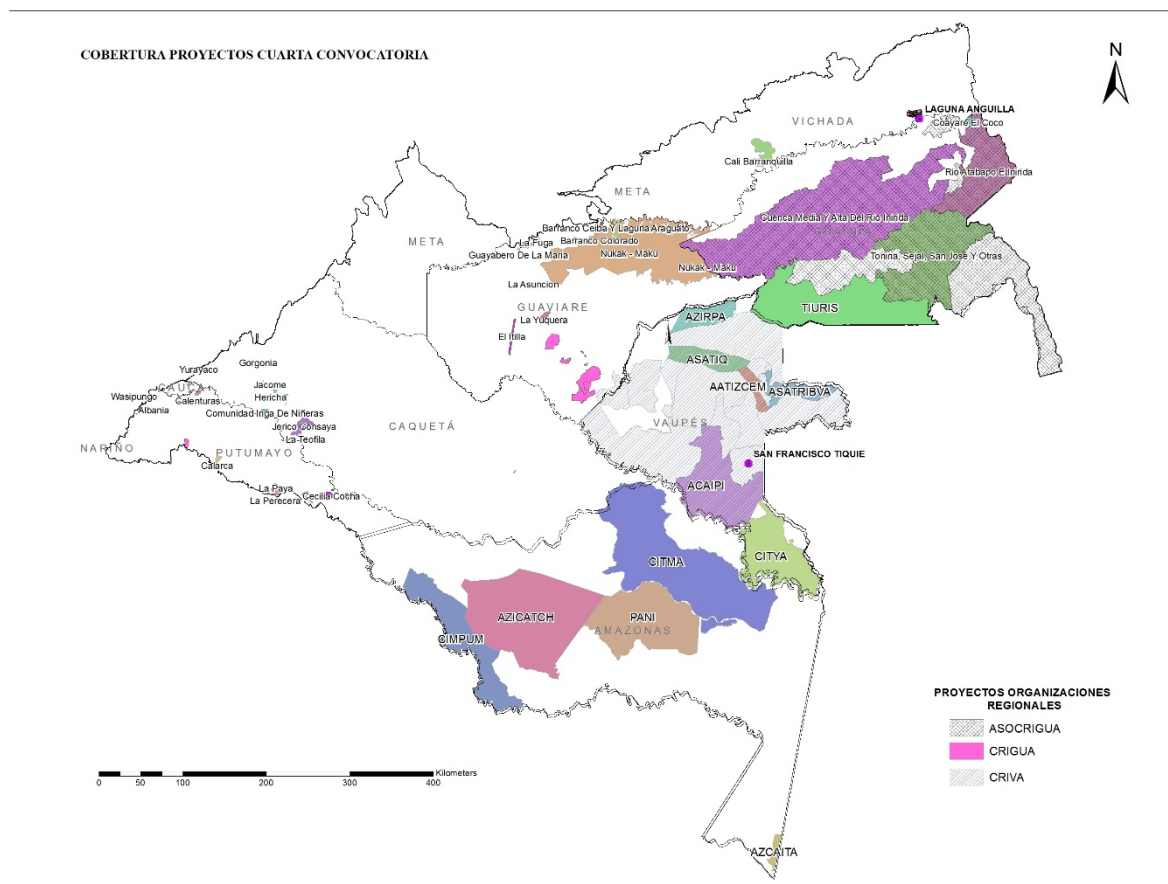 COBERTURA PROYECTOS CUARTA CONVOCATORIA
N
LAGUNA ANGUILLA
Coayare El Coco
VICHADA
Cali Barranquilla
Rio Atabapo E Inirida
META
Cuenca Media Y Alta Del Rio Inirida
META
Barranco Ceiba Y Laguna Araguato
La Fuga
Barranco Colorado
Guayabero De La Maria
Nukak - Maku
Nukak - Maku
Tonina, Sejal, San Jose Y Otras
La Asuncion
GUAVIARE
TIURIS
AZIRPA
La Yuquera
El Itilla
ASATIQ
Gorgonia
Yurayaco
CAUCA
Jacome
Wasipungo
Calenturas
Hericha
AATIZCEM
ASATRIBVA
Albania
Comunidad Inga De Niñeras
Jerico Consaya
CAQUETÁ
VAUPÉS
La Teofila
NARIÑO
PUTUMAYO
SAN FRANCISCO TIQUIE
Calarca
La Paya
ACAIPI
La Perecera
Cecilia Cocha
CITMA
CITYA
AZICATCH
PANI
AMAZONAS
CIMPUM
PROYECTOS ORGANIZACIONES
REGIONALES
ASOCRIGUA
CRIGUA
CRIVA
Kilometers
0 50 100 200 300 400
AZCAITA